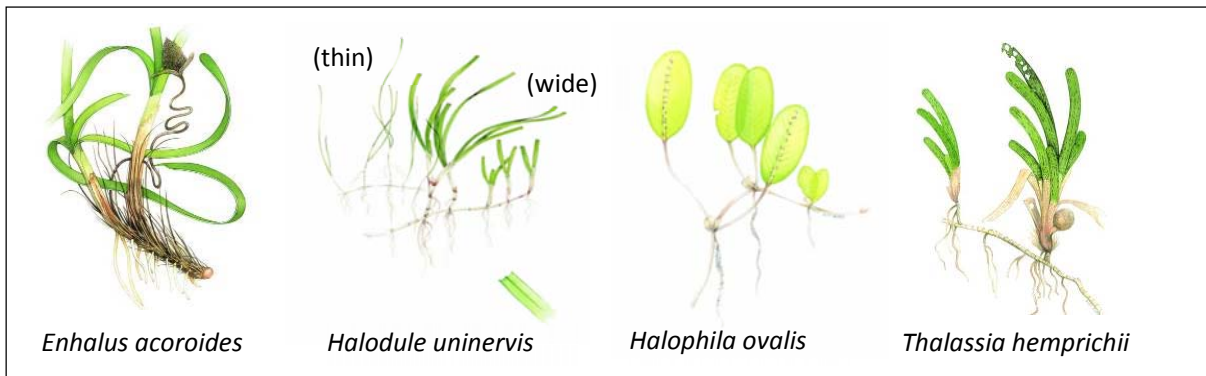 (thin)
(wide)
Enhalus acoroides
Halodule uninervis
Halophila ovalis
Thalassia hemprichii